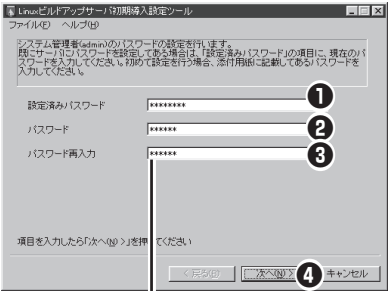 Linuxビルドアップサーバ初期導入設定ツール
ファイル(F) ヘルプ(H)
システム管理者(admin)のパスワードの設定を行います。
既にサーバに設定してある場合は、「設定済みパスワード」の項目に、現在のパ
スワードを入力してください。初めて設定を行う場合、添付用紙に記載してあるパスワードを
入力してください。
設定済みパスワード ******** ❶
パスワード ****** ❷
パスワード再入力 ****** ❸
項目を入力したら「次へ(N) >」を押してください
< 戻る(B) 次へ(N) > ❹ キャンセル